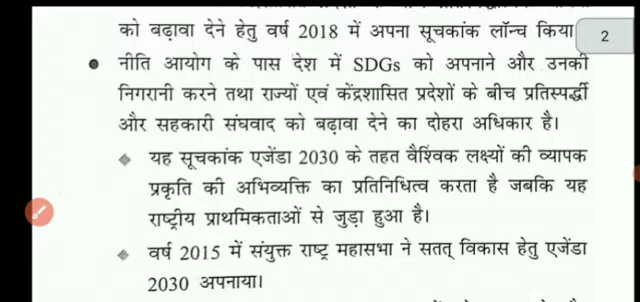 को बढ़ावा देने हेतु वर्ष 2018 में अपना सूचकांक लॉन्च किया
2
नीति आयोग के पास देश में SDGs को अपनाने और उनकी
निगरानी करने तथा राज्यों एवं केंद्रशासित प्रदेशों के बीच प्रतिस्पर्द्धी
और सहकारी संघवाद को बढ़ावा देने का दोहरा अधिकार है।
यह सूचकांक एजेंडा 2030 के तहत वैश्विक लक्ष्यों की व्यापक
प्रकृति की अभिव्यक्ति का प्रतिनिधित्व करता है जबकि यह
राष्ट्रीय प्राथमिकताओं से जुड़ा हुआ है।
वर्ष 2015 में संयुक्त राष्ट्र महासभा ने सतत् विकास हेतु एजेंडा
2030 अपनाया।